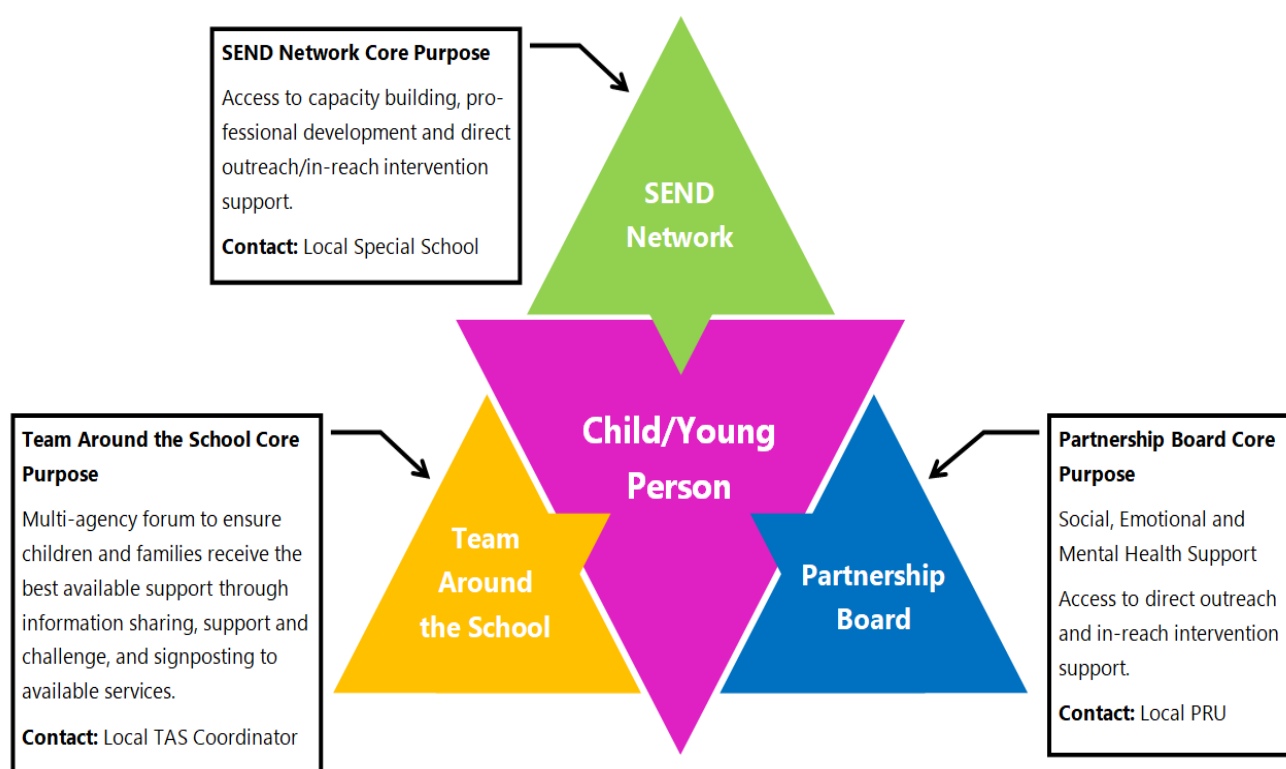 SEND Network Core Purpose
Access to capacity building, pro-
fessional development and direct
outreach/in-reach intervention
support.
Contact: Local Special School
SEND
Network
Child/Young
Person
Team Around the School Core
Purpose
Multi-agency forum to ensure
children and families receive the
best available support through
information sharing, support and
challenge, and signposting to
available services.
Contact: Local TAS Coordinator
Team
Around
the School
Partnership
Board
Partnership Board Core
Purpose
Social, Emotional and
Mental Health Support
Access to direct outreach
and in-reach intervention
support.
Contact: Local PRU